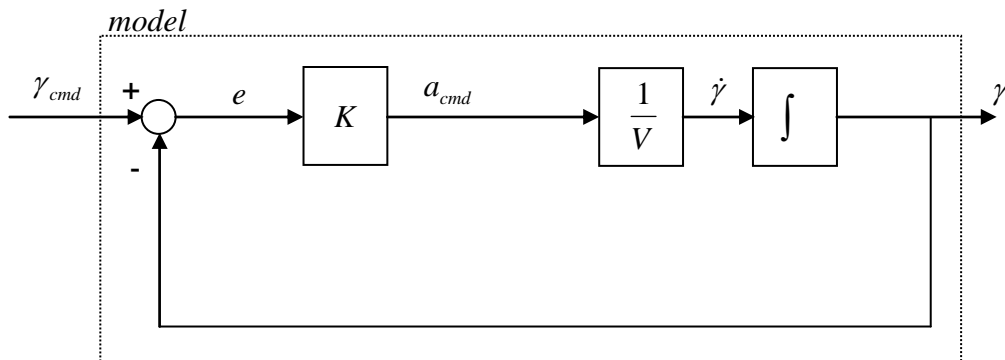 model
γ_cmd
+
-
e
K
a_cmd
1/V
γ̇
∫
γ